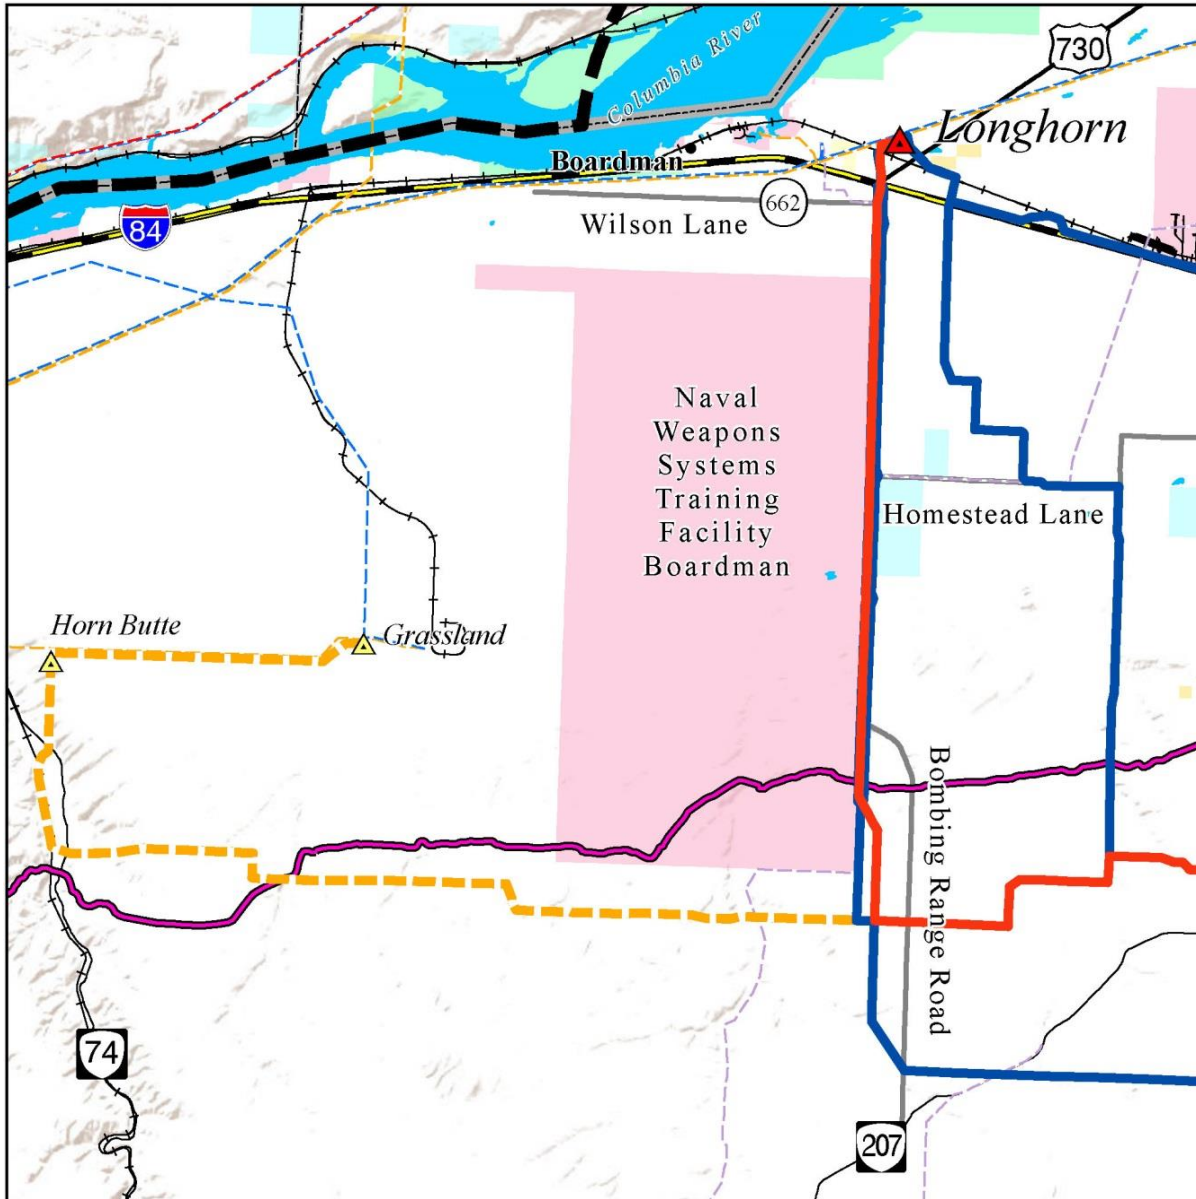 730
Columbia River
Longhorn
Boardman
662
84
Wilson Lane
Naval
Weapons
Systems
Training
Facility
Boardman
Homestead Lane
Horn Butte
Grassland
Bombing Range Road
74
207